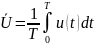 Ú = 1/T ∫₀ᵀ u(t)dt